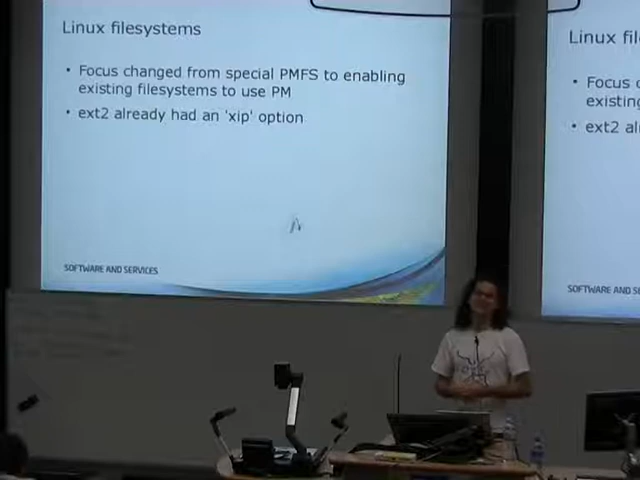 Linux filesystems
• Focus changed from special PMFS to enabling
existing filesystems to use PM
• ext2 already had an 'xip' option
SOFTWARE AND SERVICES
Linux fil
• Focus
existing
• ext2 al
SOFTWARE AND SER